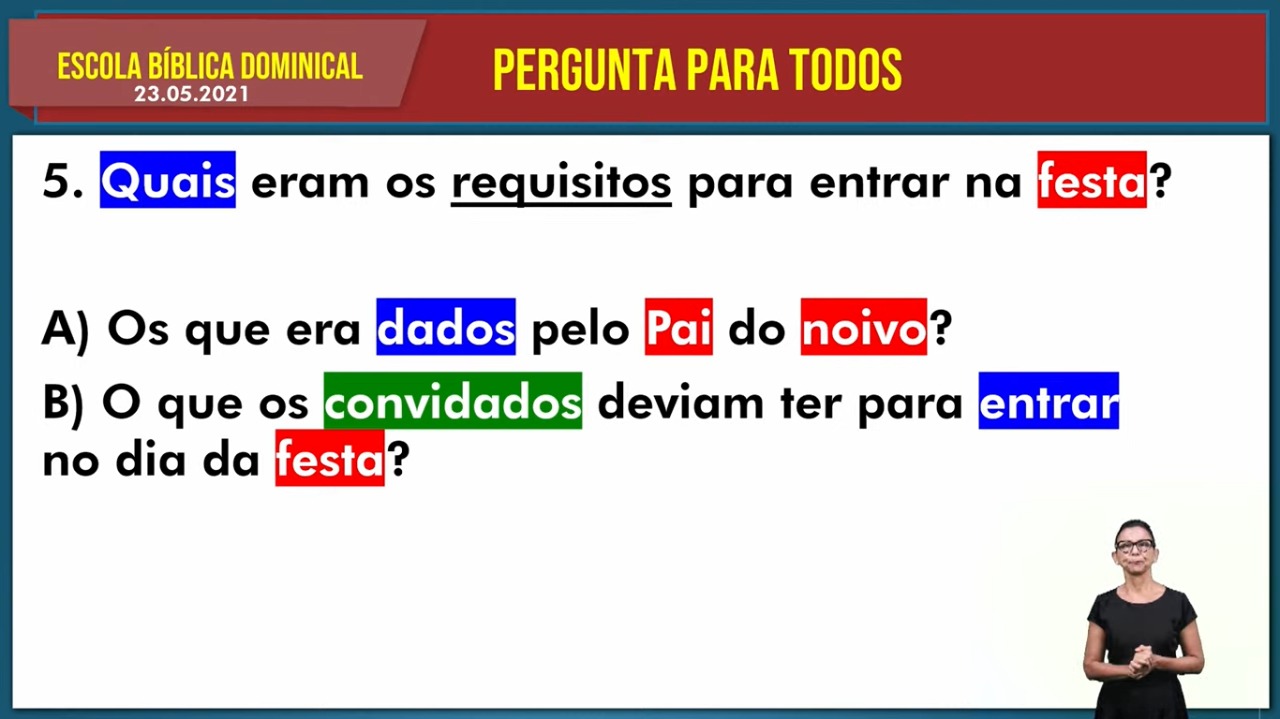 ESCOLA BÍBLICA DOMINICAL
23.05.2021
PERGUNTA PARA TODOS
5. Quais eram os requisitos para entrar na festa?
A) Os que era dados pelo Pai do noivo?
B) O que os convidados deviam ter para entrar
no dia da festa?